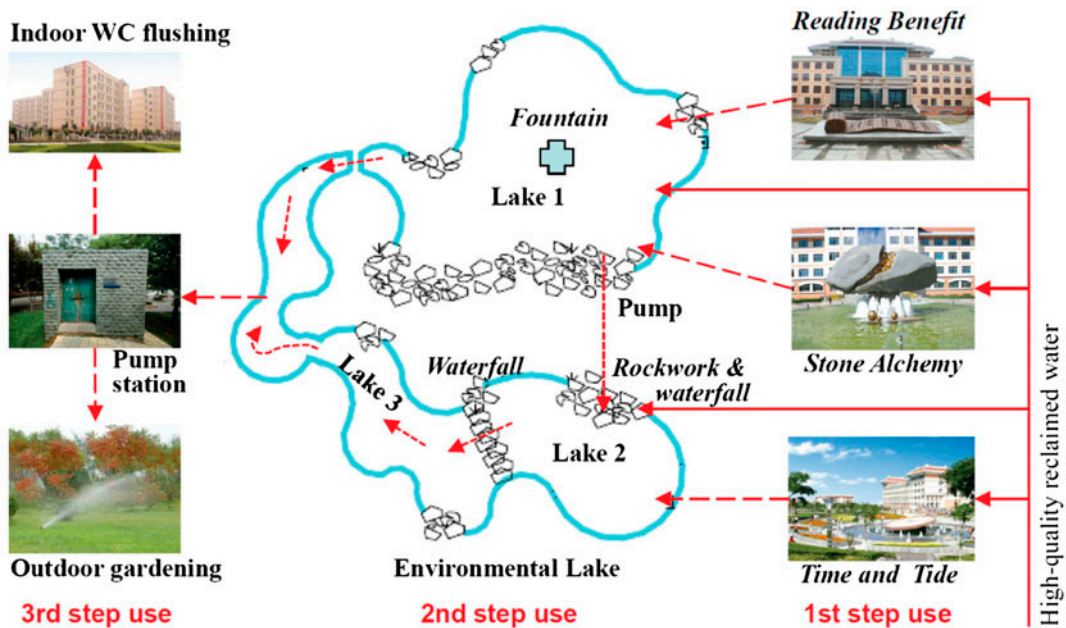 Indoor WC flushing
Reading Benefit
Fountain
Lake 1
Pump
Pump
station
Stone Alchemy
Waterfall
Rockwork &
waterfall
Lake 3
Lake 2
Outdoor gardening
Environmental Lake
Time and Tide
3rd step use
2nd step use
1st step use
High-quality reclaimed water